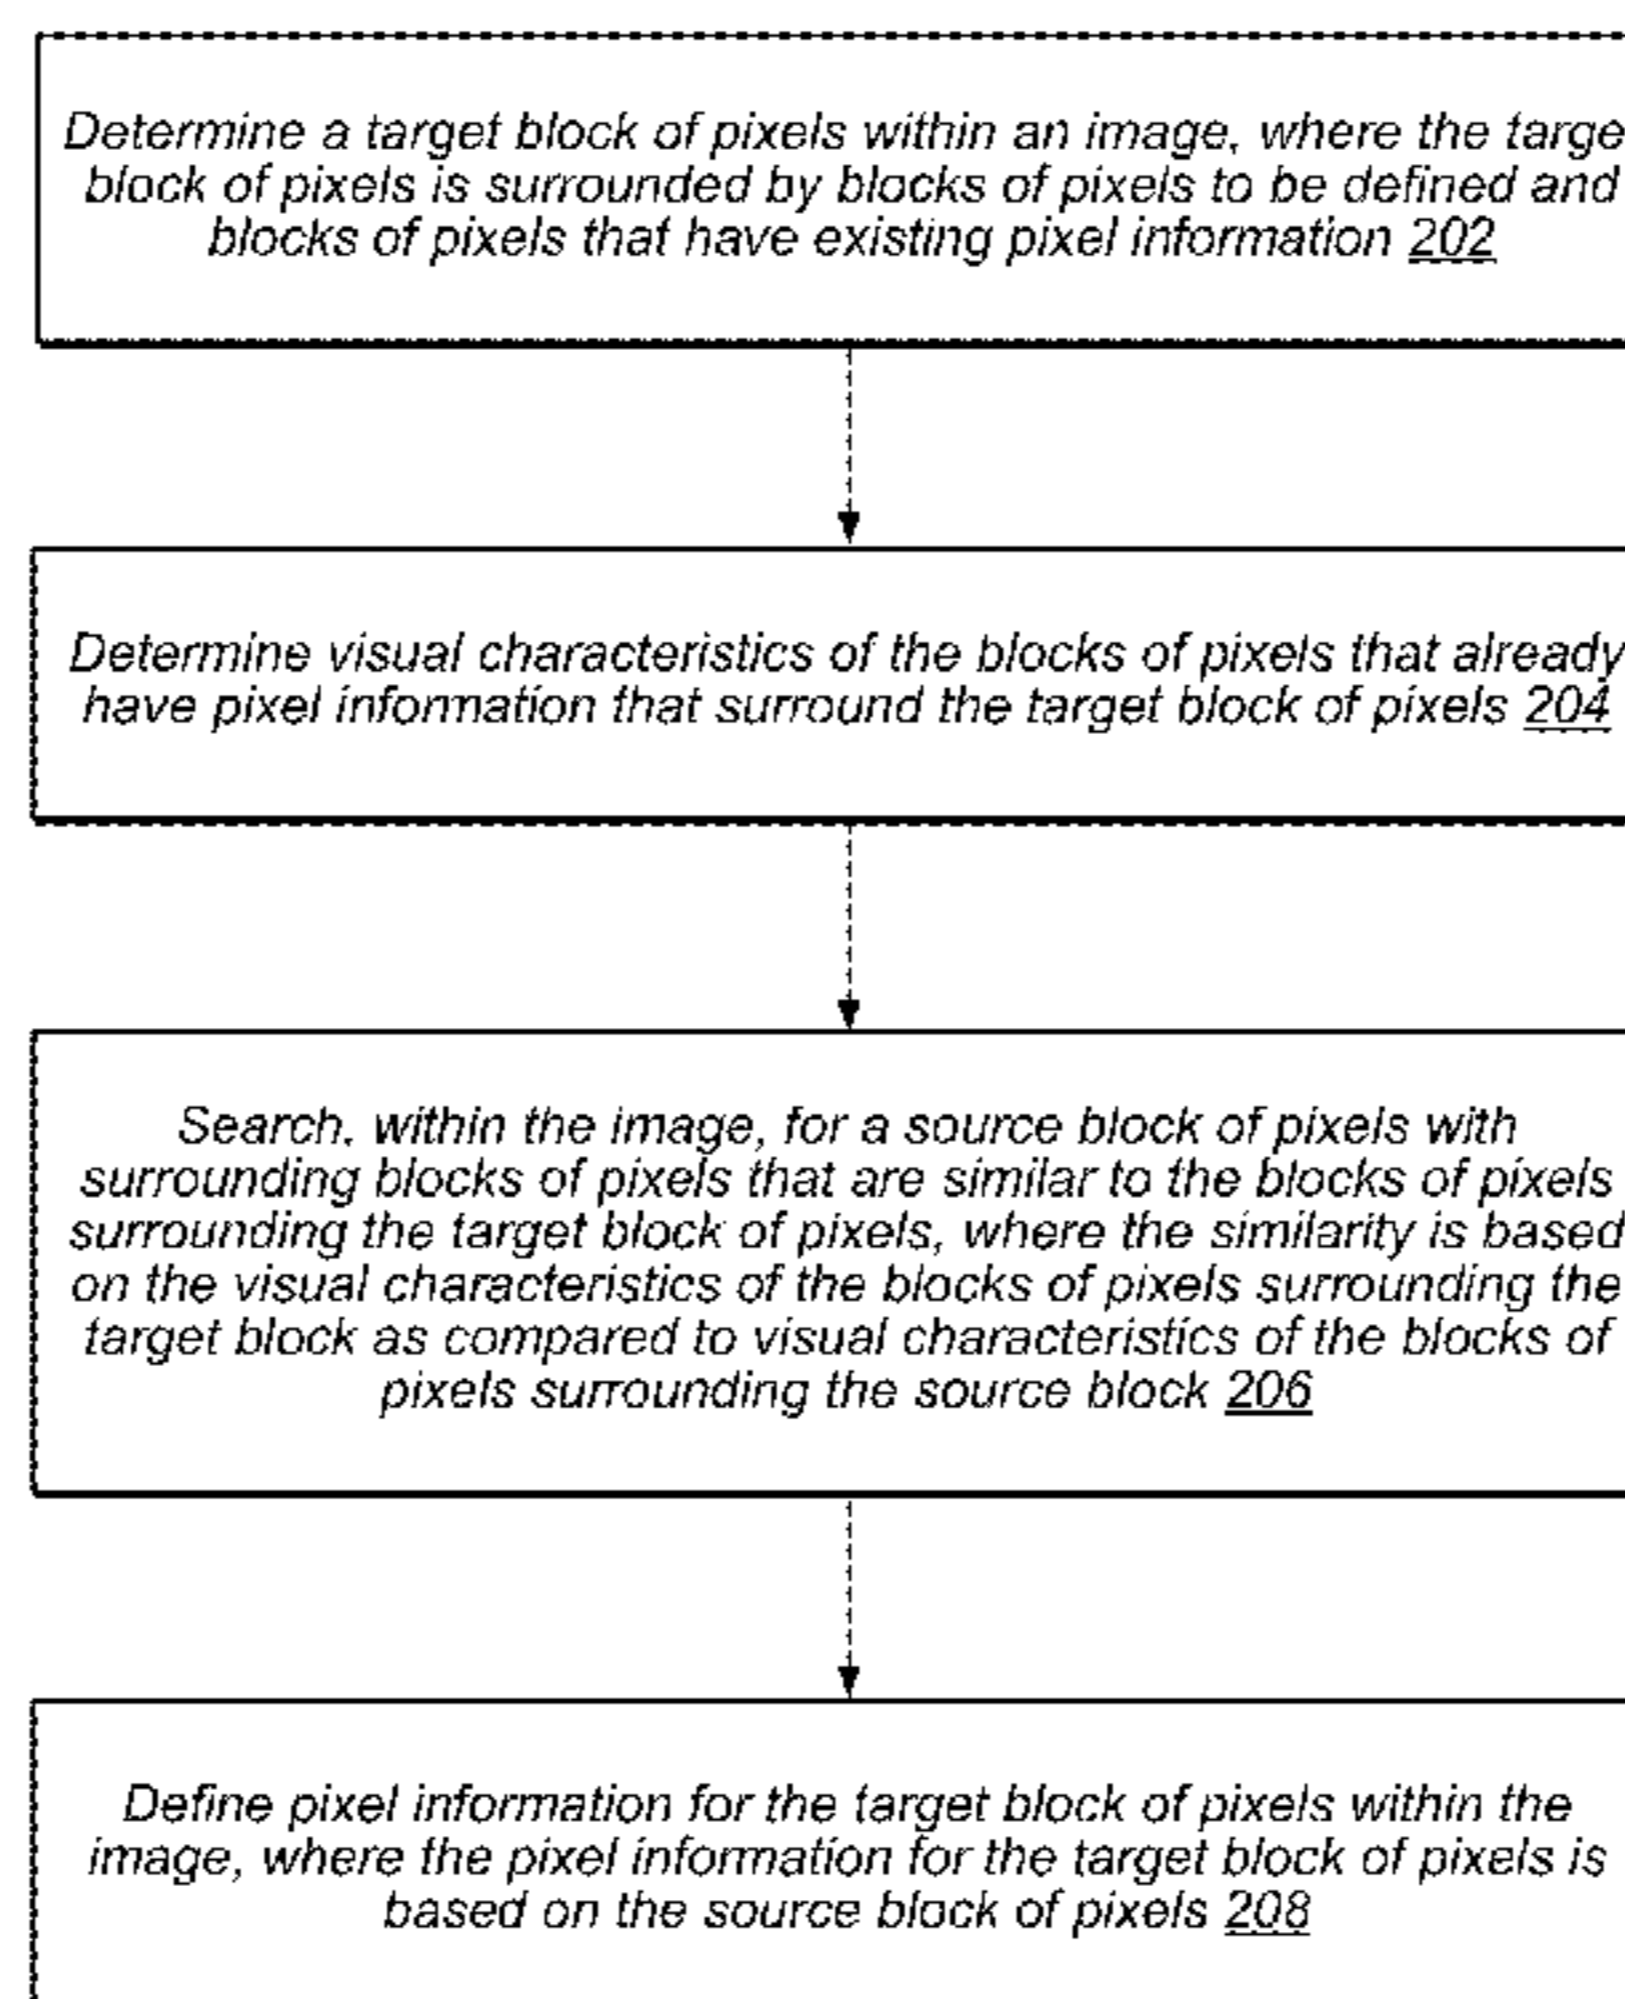 Determine a target block of pixels within an image, where the targe
block of pixels is surrounded by blocks of pixels to be defined and
blocks of pixels that have existing pixel information 202
Determine visual characteristics of the blocks of pixels that already
have pixel information that surround the target block of pixels 204
Search, within the image, for a source block of pixels with
surrounding blocks of pixels that are similar to the blocks of pixels
surrounding the target block of pixels, where the similarity is based
on the visual characteristics of the blocks of pixels surrounding the
target block as compared to visual characteristics of the blocks of
pixels surrounding the source block 206
Define pixel information for the target block of pixels within the
image, where the pixel information for the target block of pixels is
based on the source block of pixels 208